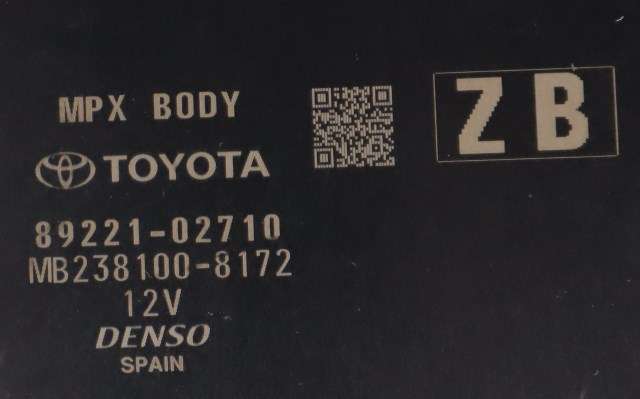 MPX BODY
ZB
TOYOTA
89221-02710
MB238100-8172
12V
DENSO
SPAIN